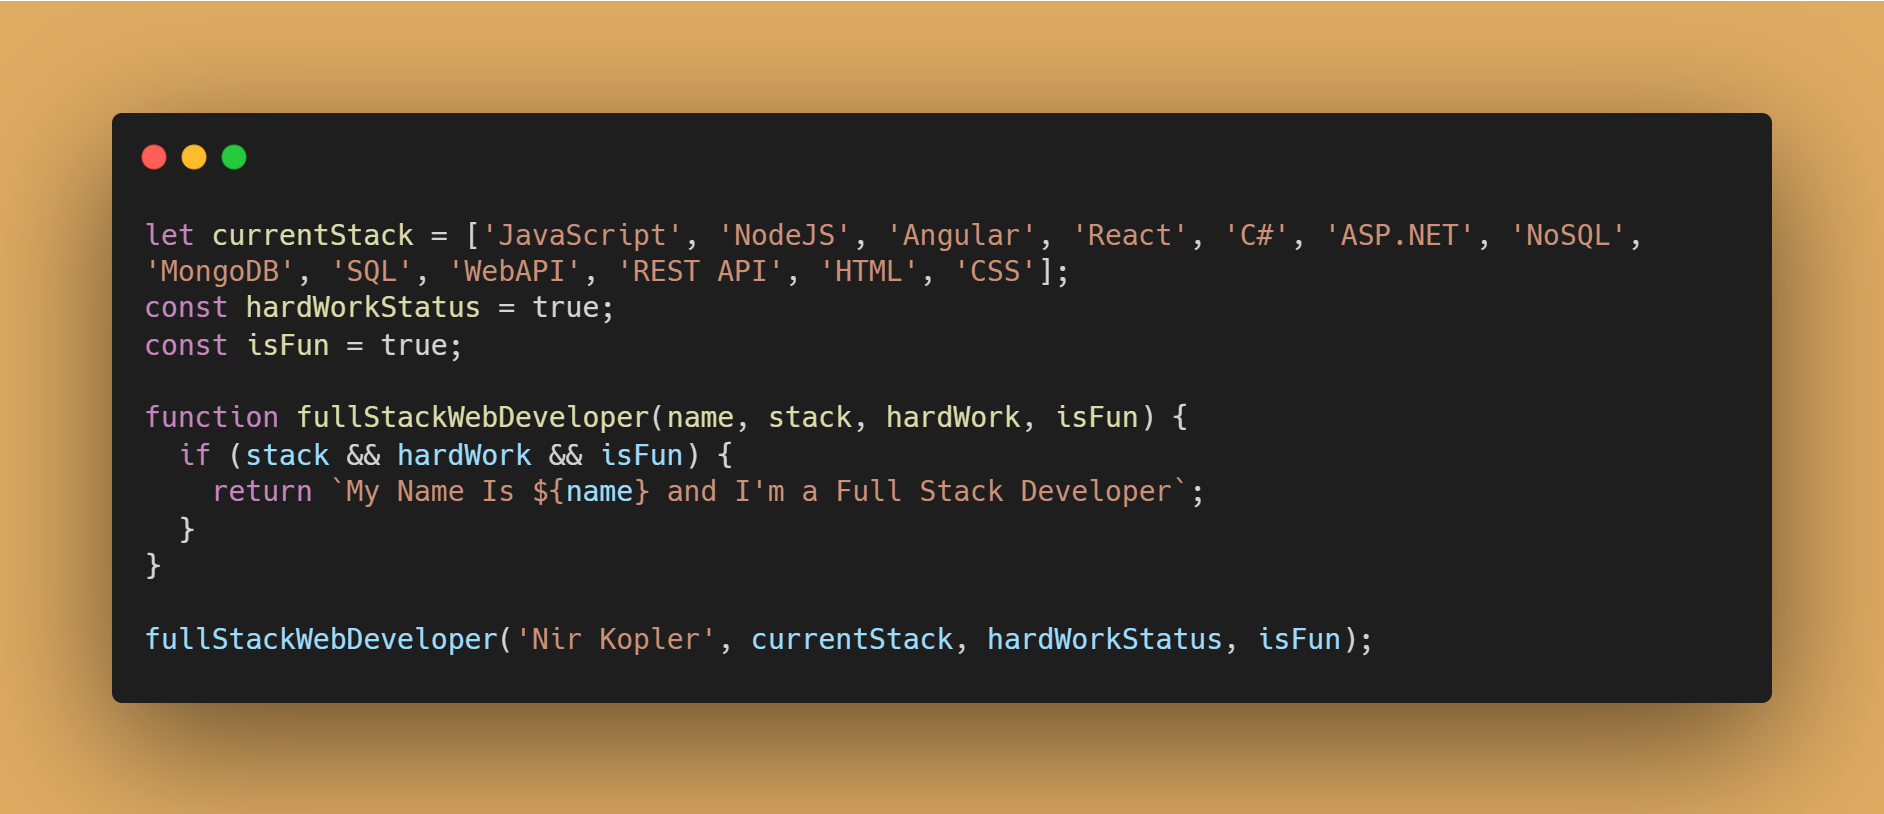 let currentStack = ['JavaScript', 'NodeJS', 'Angular', 'React', 'C#', 'ASP.NET', 'NoSQL',
'MongoDB', 'SQL', 'WebAPI', 'REST API', 'HTML', 'CSS'];
const hardWorkStatus = true;
const isFun = true;

function fullStackWebDeveloper(name, stack, hardWork, isFun) {
  if (stack && hardWork && isFun) {
    return `My Name Is ${name} and I'm a Full Stack Developer`;
  }
}

fullStackWebDeveloper('Nir Kopler', currentStack, hardWorkStatus, isFun);